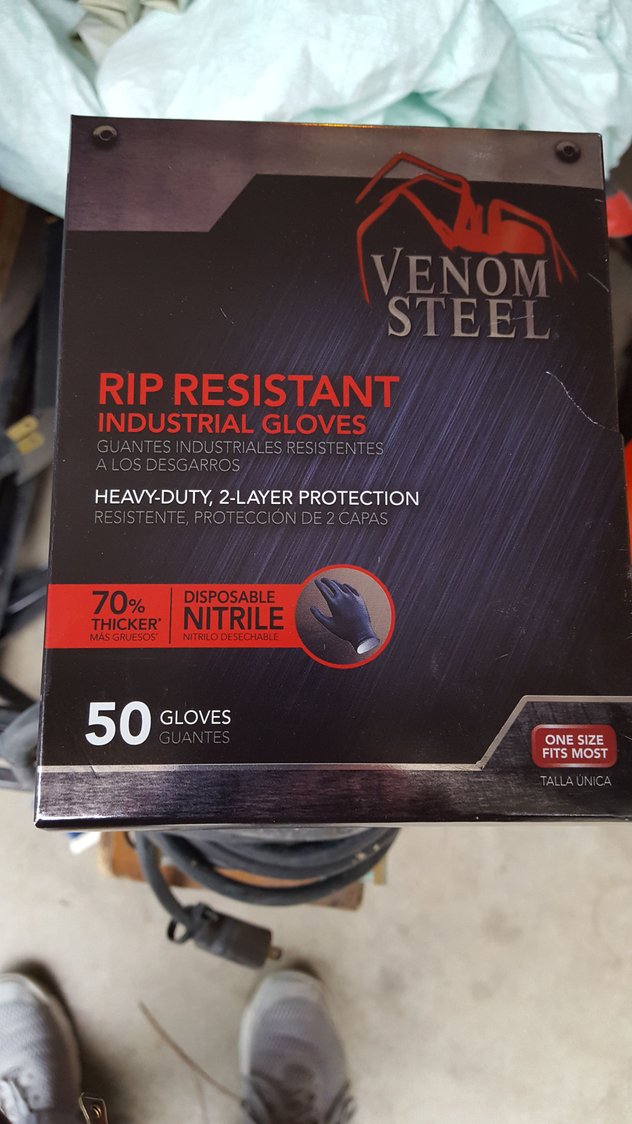 VENOM
STEEL
RIP RESISTANT
INDUSTRIAL GLOVES
GUANTES INDUSTRIALES RESISTENTES
A LOS DESGARROS
HEAVY-DUTY, 2-LAYER PROTECTION
RESISTENTE, PROTECCIÓN DE 2 CAPAS
70%
THICKER*
MÁS GRUESOS*
DISPOSABLE
NITRILE
NITRILO DESECHABLE
50 GLOVES
GUANTES
ONE SIZE
FITS MOST
TALLA ÚNICA